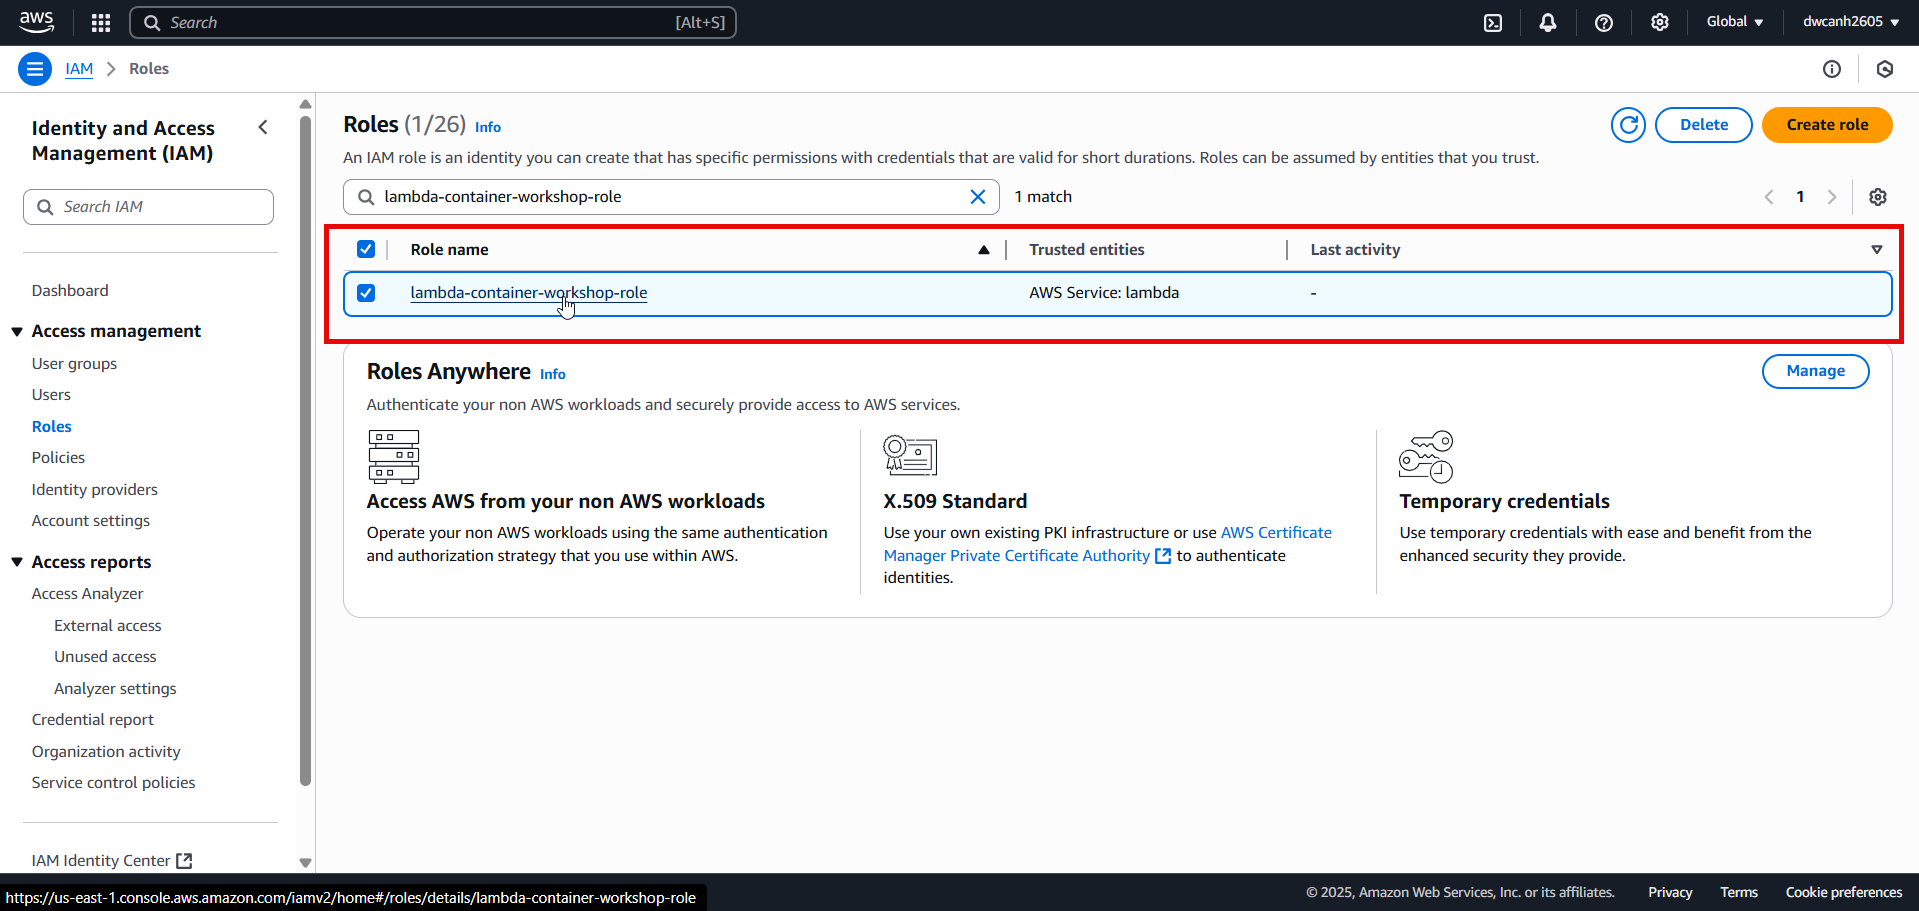 aws
Search
[Alt+S]
Global
dwcanh2605
IAM
Roles
Identity and Access
Management (IAM)
Search IAM
Dashboard
Access management
User groups
Users
Roles
Policies
Identity providers
Account settings
Access reports
Access Analyzer
External access
Unused access
Analyzer settings
Credential report
Organization activity
Service control policies
IAM Identity Center
Roles (1/26) Info
Delete
Create role
An IAM role is an identity you can create that has specific permissions with credentials that are valid for short durations. Roles can be assumed by entities that you trust.
lambda-container-workshop-role
1 match
1
Role name
Trusted entities
Last activity
lambda-container-workshop-role
AWS Service: lambda
-
Roles Anywhere Info
Manage
Authenticate your non AWS workloads and securely provide access to AWS services.
Access AWS from your non AWS workloads
Operate your non AWS workloads using the same authentication
and authorization strategy that you use within AWS.
X.509 Standard
Use your own existing PKI infrastructure or use AWS Certificate
Manager Private Certificate Authority to authenticate
identities.
Temporary credentials
Use temporary credentials with ease and benefit from the
enhanced security they provide.
https://us-east-1.console.aws.amazon.com/iamv2/home#/roles/details/lambda-container-workshop-role
© 2025, Amazon Web Services, Inc. or its affiliates.
Privacy
Terms
Cookie preferences